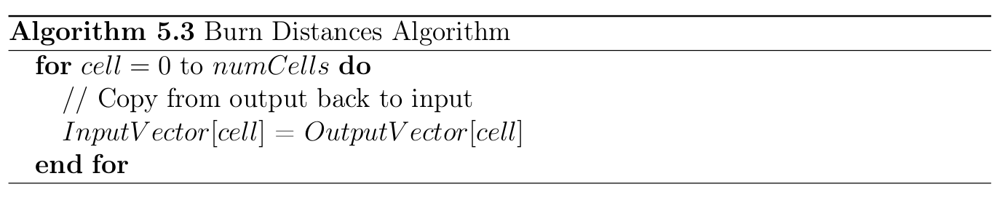 Algorithm 5.3 Burn Distances Algorithm
for cell = 0 to numCells do
// Copy from output back to input
InputVector[cell] = OutputVector[cell]
end for